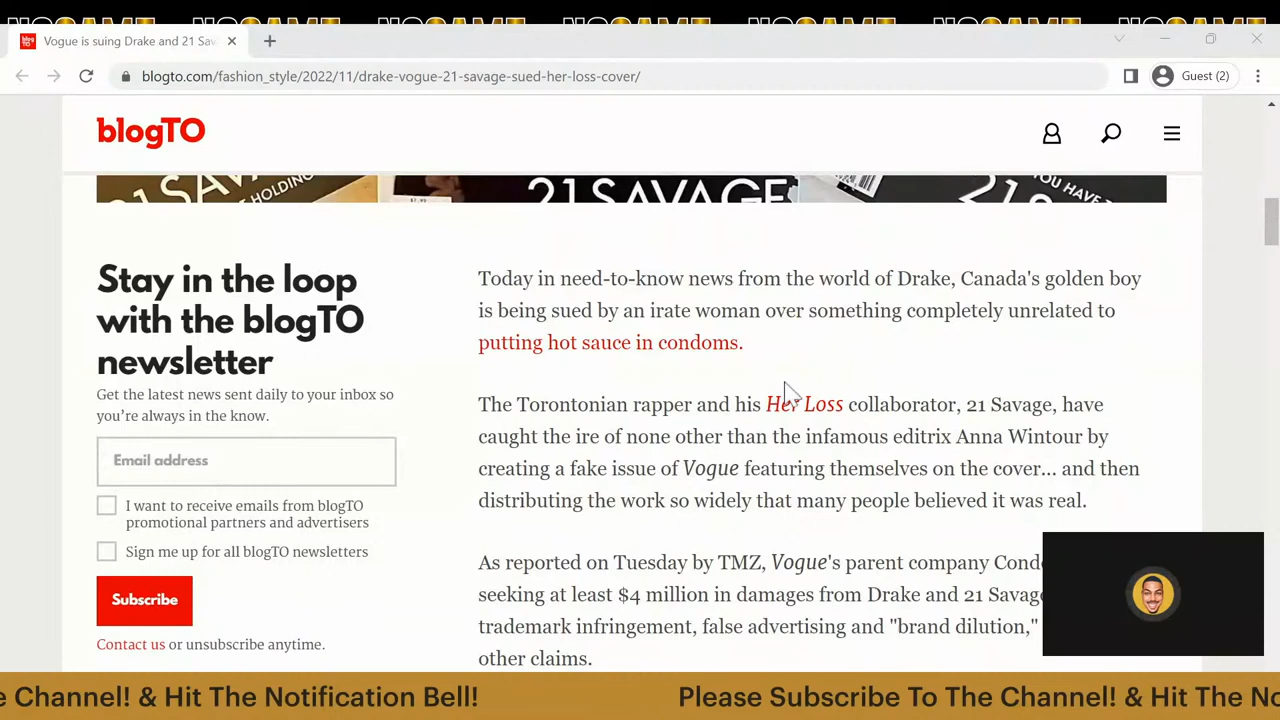 Vogue is suing Drake and 21 Sav
blogto.com/fashion_style/2022/11/drake-vogue-21-savage-sued-her-loss-cover/
Guest (2)
blogTO
HOLDING
21 SAVAGE
YOU HAVE
Stay in the loop
with the blogTO
newsletter
Get the latest news sent daily to your inbox so
you're always in the know.
Email address
I want to receive emails from blogTO
promotional partners and advertisers
Sign me up for all blogTO newsletters
Subscribe
Contact us or unsubscribe anytime.
Today in need-to-know news from the world of Drake, Canada's golden boy
is being sued by an irate woman over something completely unrelated to
putting hot sauce in condoms.
The Torontonian rapper and his Her Loss collaborator, 21 Savage, have
caught the ire of none other than the infamous editrix Anna Wintour by
creating a fake issue of Vogue featuring themselves on the cover... and then
distributing the work so widely that many people believed it was real.
As reported on Tuesday by TMZ, Vogue's parent company Cond
seeking at least $4 million in damages from Drake and 21 Savage
trademark infringement, false advertising and "brand dilution,"
other claims.
e Channel! & Hit The Notification Bell!
Please Subscribe To The Channel! & Hit The No